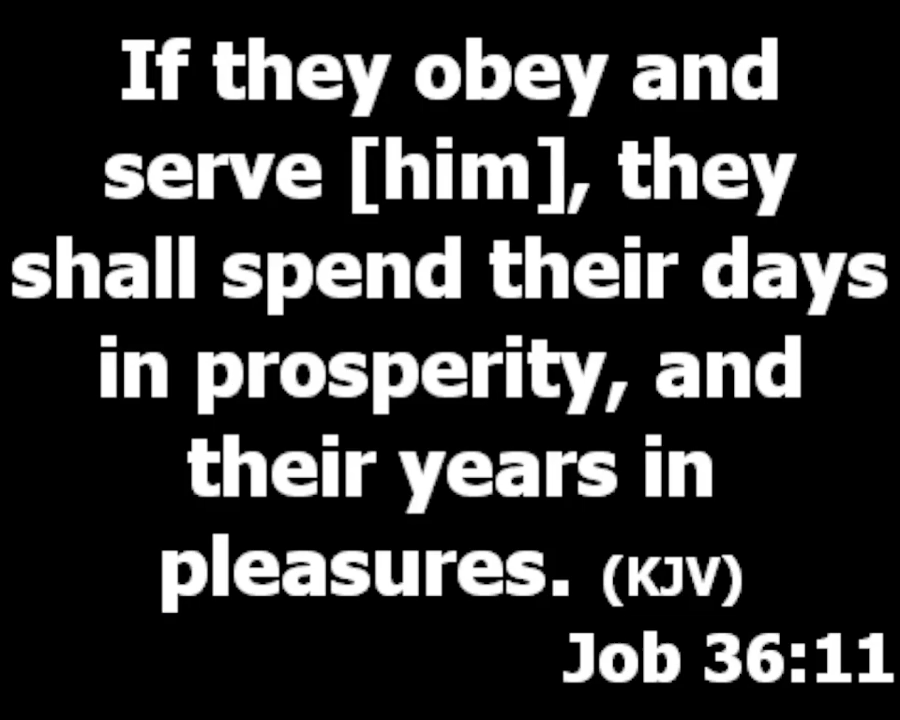 If they obey and
serve [him], they
shall spend their days
in prosperity, and
their years in
pleasures. (KJV)
Job 36:11